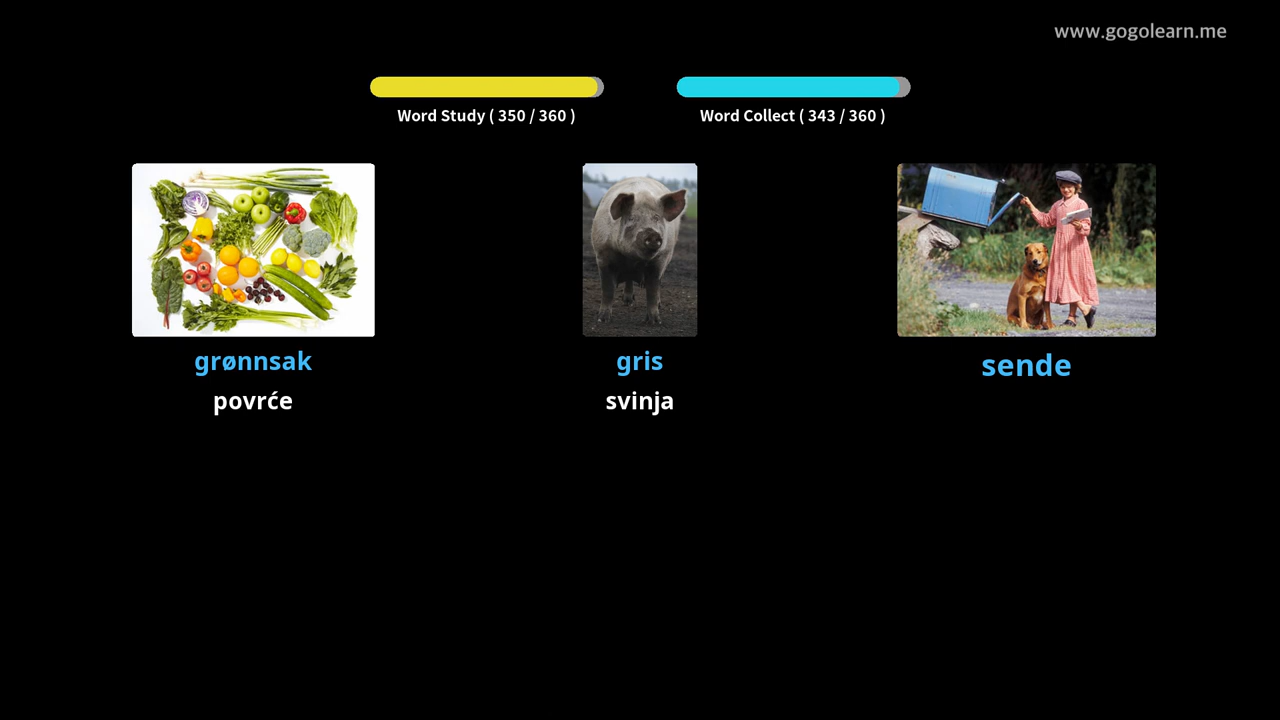 www.gogolearn.me
Word Study ( 350 / 360 )
Word Collect ( 343 / 360 )
grønnsak
gris
sende
povrće
svinja